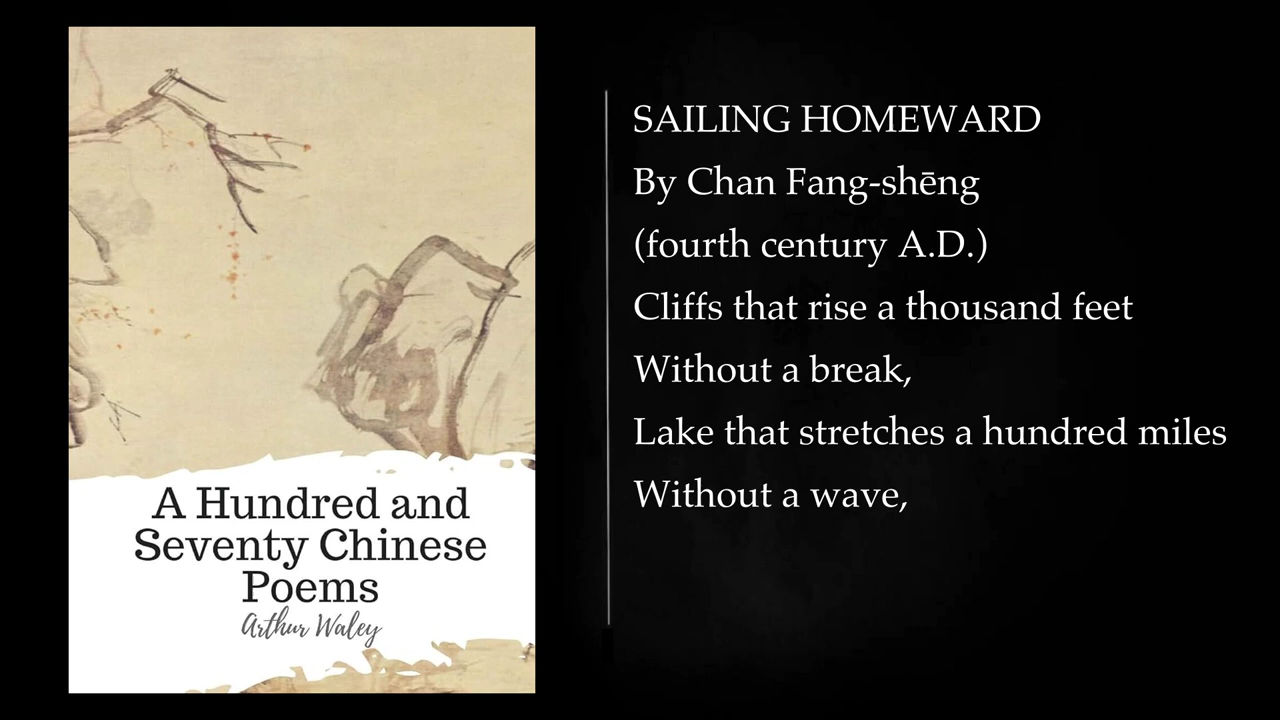 A Hundred and
Seventy Chinese
Poems
Arthur Waley
SAILING HOMEWARD
By Chan Fang-shēng
(fourth century A.D.)
Cliffs that rise a thousand feet
Without a break,
Lake that stretches a hundred miles
Without a wave,